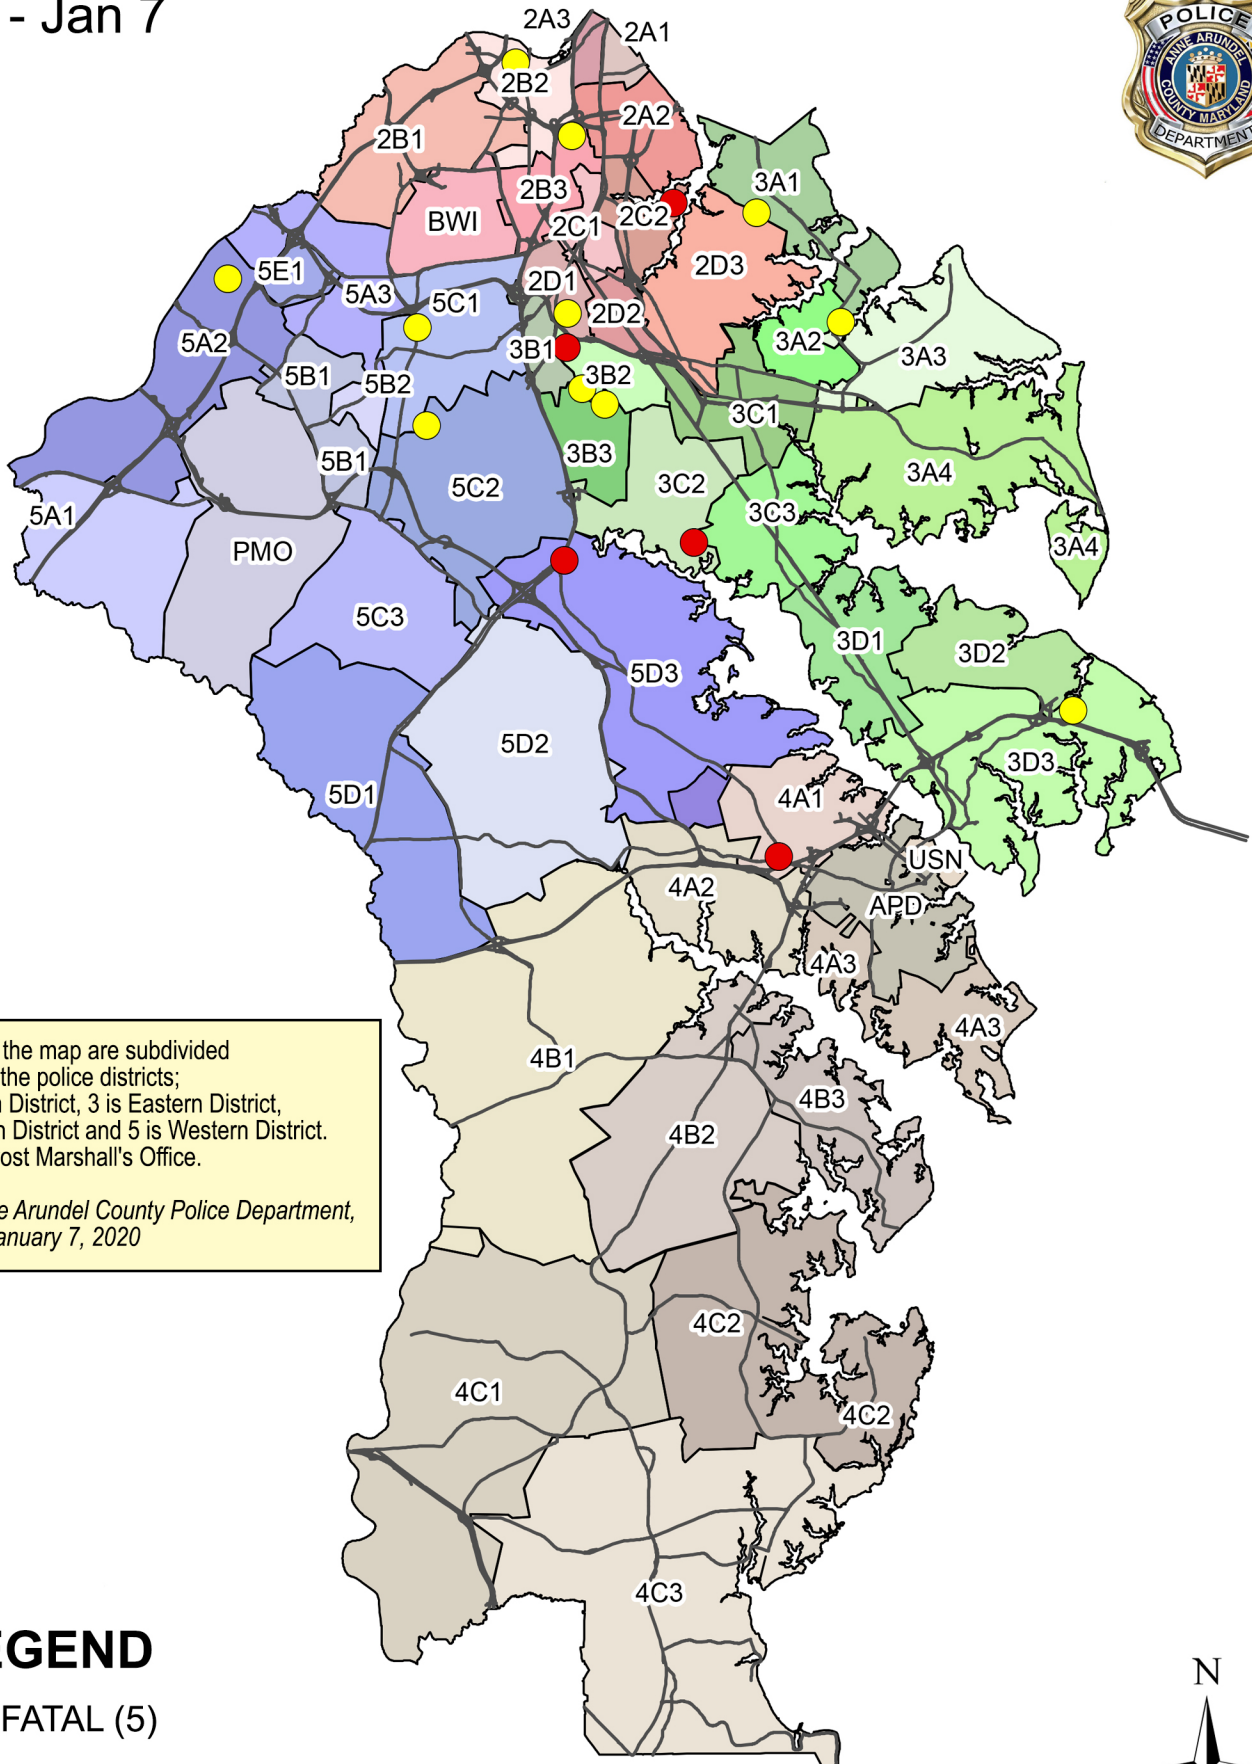 - Jan 7
POLICE
ANNE ARUNDEL
COUNTY MARYLAND
DEPARTMENT
2A3
2A1
2B2
2A2
2B1
3A1
2B3
2C2
BWI
2C1
2D3
5E1
2D1
5A3
5C1
2D2
5A2
3A2
3B1
3A3
5B1
5B2
3B2
3C1
3B3
5B1
3A4
5C2
3C2
5A1
3C3
PMO
3A4
5C3
3D1
3D2
5D3
5D2
3D3
5D1
4A1
USN
4A2
APD
4A3
4A3
4B1
4B3
4B2
4C2
4C1
4C2
4C3
the map are subdivided
the police districts;
n District, 3 is Eastern District,
n District and 5 is Western District.
ost Marshall's Office.
e Arundel County Police Department,
anuary 7, 2020
EGEND
FATAL (5)
N